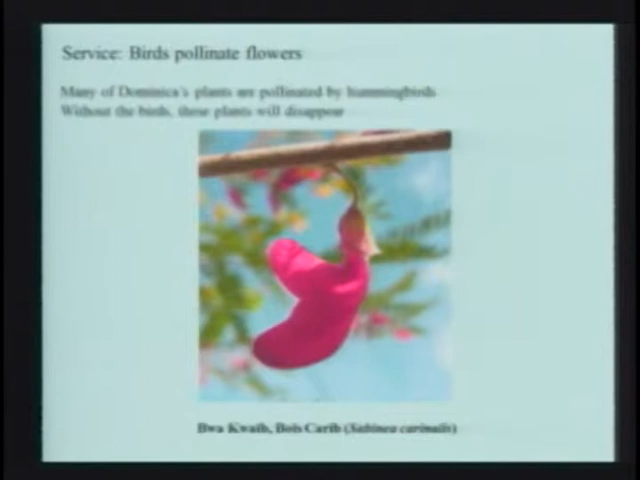 Service: Birds pollinate flowers
Many of Dominica's plants are pollinated by hummingbirds
Without the birds, these plants will disappear
Bwa Kwaib, Bois Carib (Sabinea carinalis)